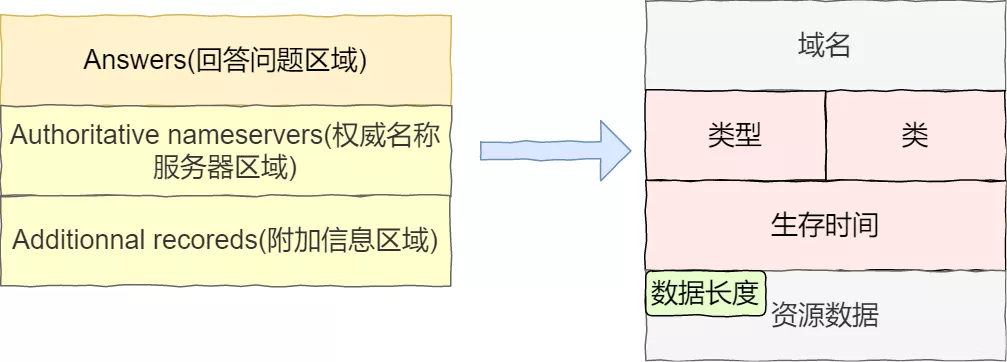 Answers(回答问题区域)
Authoritative nameservers(权威名称
服务器区域)
Additionnal recoreds(附加信息区域)
域名
类型
类
生存时间
数据长度
资源数据